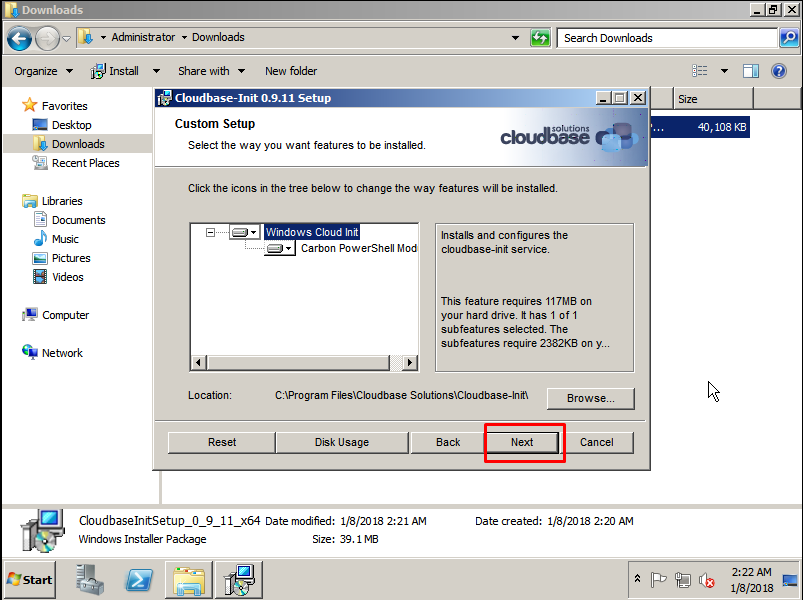 Downloads
Administrator Downloads
Search Downloads
Organize Install Share with New folder
Size
Favorites
Desktop
Downloads
Recent Places
Libraries
Documents
Music
Pictures
Videos
Computer
Network
P... 40,108 KB
Cloudbase-Init 0.9.11 Setup
Custom Setup
Select the way you want features to be installed.
cloudbase solutions
Click the icons in the tree below to change the way features will be installed.
Windows Cloud Init
Carbon PowerShell Mod
Installs and configures the
cloudbase-init service.
This feature requires 117MB on
your hard drive. It has 1 of 1
subfeatures selected. The
subfeatures require 2382KB on y...
Location: C:\Program Files\Cloudbase Solutions\Cloudbase-Init\ Browse...
Reset Disk Usage Back Next Cancel
CloudbaseInitSetup_0_9_11_x64 Date modified: 1/8/2018 2:21 AM Date created: 1/8/2018 2:20 AM
Windows Installer Package Size: 39.1 MB
Start
2:22 AM
1/8/2018